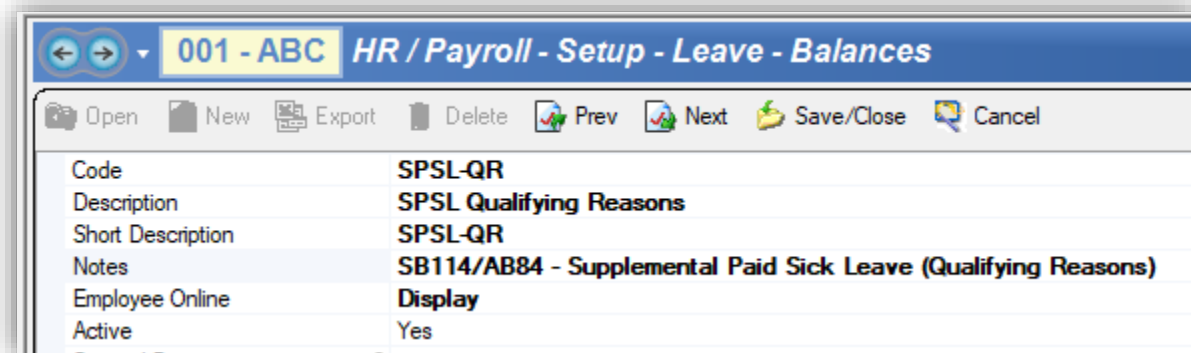 001 - ABC HR / Payroll - Setup - Leave - Balances
Open New Export Delete Prev Next Save/Close Cancel
Code SPSL-QR
Description SPSL Qualifying Reasons
Short Description SPSL-QR
Notes SB114/AB84 - Supplemental Paid Sick Leave (Qualifying Reasons)
Employee Online Display
Active Yes